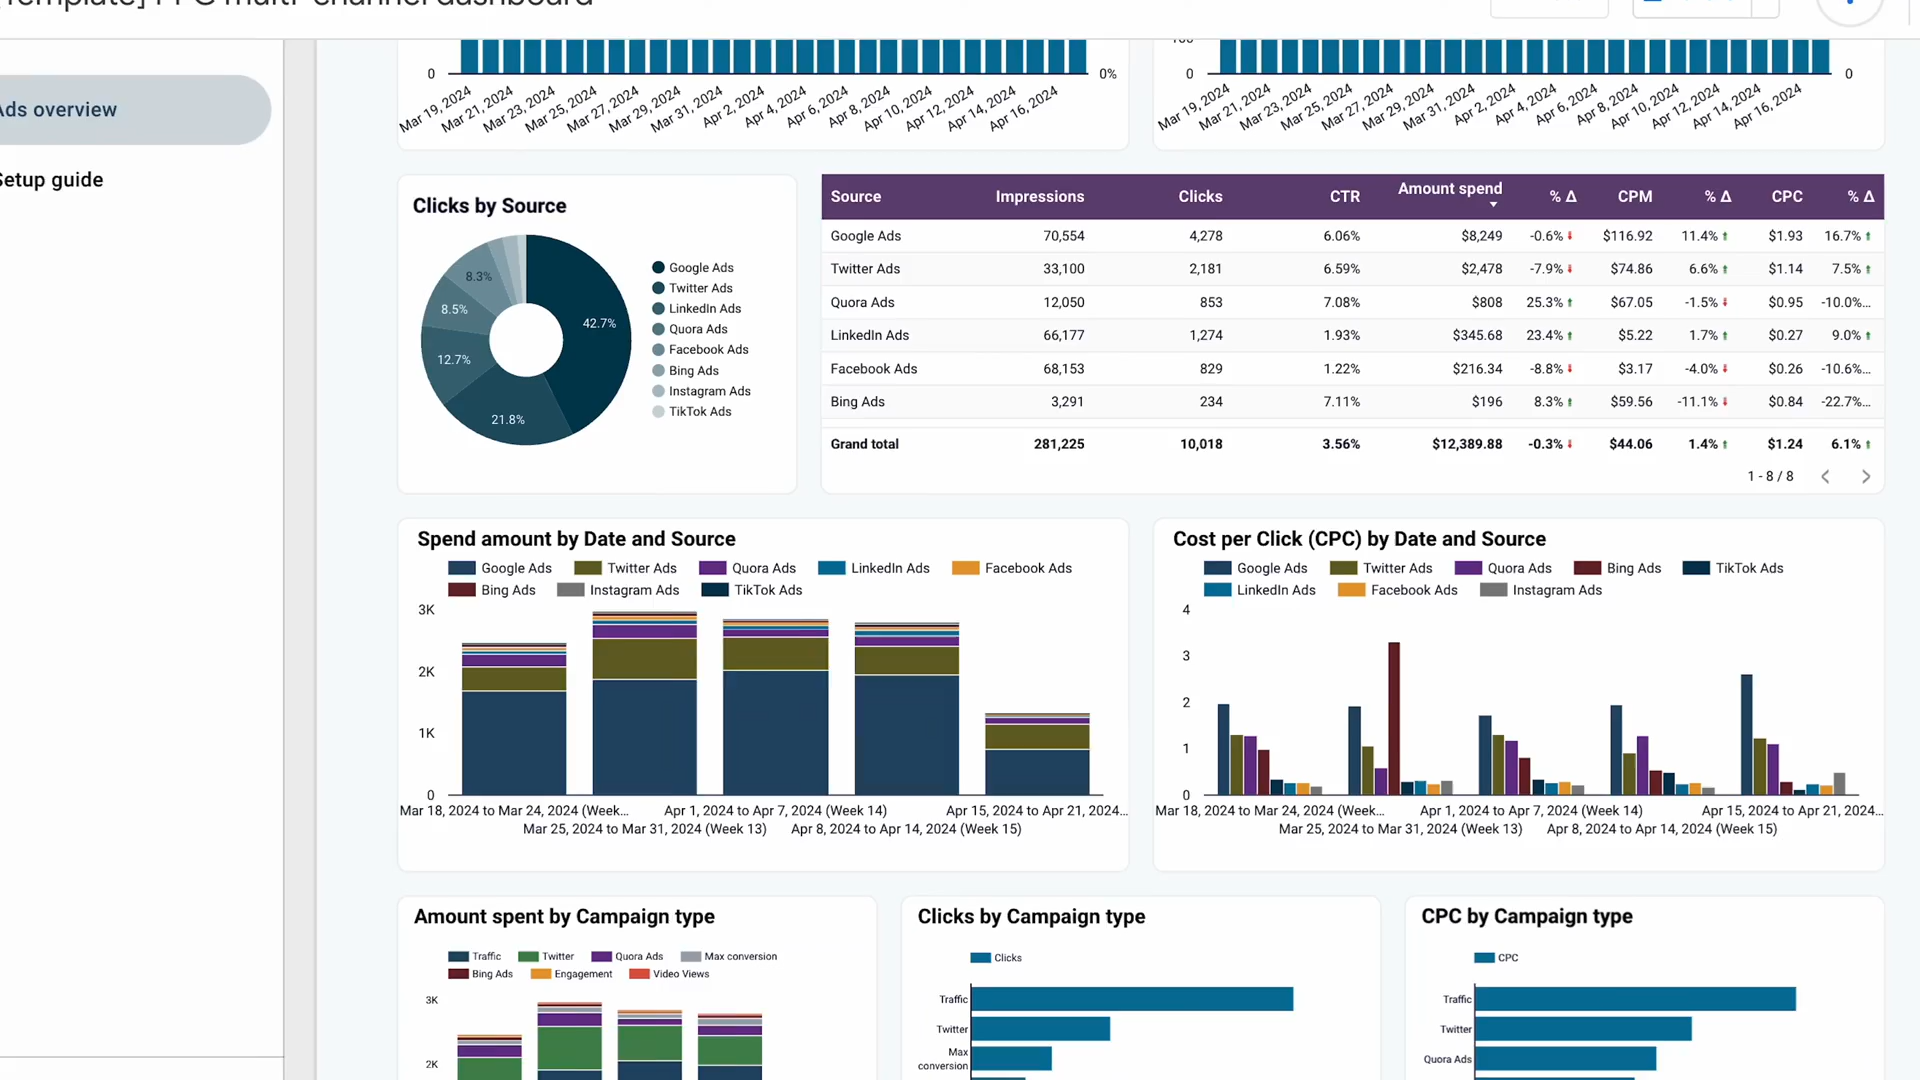 Ads overview
Setup guide
0
0%
Mar 19, 2024
Mar 21, 2024
Mar 23, 2024
Mar 25, 2024
Mar 27, 2024
Mar 29, 2024
Mar 31, 2024
Apr 2, 2024
Apr 4, 2024
Apr 6, 2024
Apr 8, 2024
Apr 10, 2024
Apr 12, 2024
Apr 14, 2024
Apr 16, 2024
0
0
Mar 19, 2024
Mar 21, 2024
Mar 23, 2024
Mar 25, 2024
Mar 27, 2024
Mar 29, 2024
Mar 31, 2024
Apr 2, 2024
Apr 4, 2024
Apr 6, 2024
Apr 8, 2024
Apr 10, 2024
Apr 12, 2024
Apr 14, 2024
Apr 16, 2024
Clicks by Source
8.3%
8.5%
12.7%
21.8%
42.7%
Google Ads
Twitter Ads
LinkedIn Ads
Quora Ads
Facebook Ads
Bing Ads
Instagram Ads
TikTok Ads
Source Impressions Clicks CTR Amount spend % Δ CPM % Δ CPC % Δ
Google Ads 70,554 4,278 6.06% $8,249 -0.6% $116.92 11.4% $1.93 16.7%
Twitter Ads 33,100 2,181 6.59% $2,478 -7.9% $74.86 6.6% $1.14 7.5%
Quora Ads 12,050 853 7.08% $808 25.3% $67.05 -1.5% $0.95 -10.0%...
LinkedIn Ads 66,177 1,274 1.93% $345.68 23.4% $5.22 1.7% $0.27 9.0%
Facebook Ads 68,153 829 1.22% $216.34 -8.8% $3.17 -4.0% $0.26 -10.6%...
Bing Ads 3,291 234 7.11% $196 8.3% $59.56 -11.1% $0.84 -22.7%...
Grand total 281,225 10,018 3.56% $12,389.88 -0.3% $44.06 1.4% $1.24 6.1%
1 - 8 / 8
Spend amount by Date and Source
Google Ads Twitter Ads Quora Ads LinkedIn Ads Facebook Ads
Bing Ads Instagram Ads TikTok Ads
3K
2K
1K
0
Mar 18, 2024 to Mar 24, 2024 (Week... Apr 1, 2024 to Apr 7, 2024 (Week 14) Apr 15, 2024 to Apr 21, 2024...
Mar 25, 2024 to Mar 31, 2024 (Week 13) Apr 8, 2024 to Apr 14, 2024 (Week 15)
Cost per Click (CPC) by Date and Source
Google Ads Twitter Ads Quora Ads Bing Ads TikTok Ads
LinkedIn Ads Facebook Ads Instagram Ads
4
3
2
1
0
Mar 18, 2024 to Mar 24, 2024 (Week... Apr 1, 2024 to Apr 7, 2024 (Week 14) Apr 15, 2024 to Apr 21, 2024...
Mar 25, 2024 to Mar 31, 2024 (Week 13) Apr 8, 2024 to Apr 14, 2024 (Week 15)
Amount spent by Campaign type
Traffic Twitter Quora Ads Max conversion
Bing Ads Engagement Video Views
3K
2K
Clicks by Campaign type
Clicks
Traffic
Twitter
Max
conversion
CPC by Campaign type
CPC
Traffic
Twitter
Quora Ads